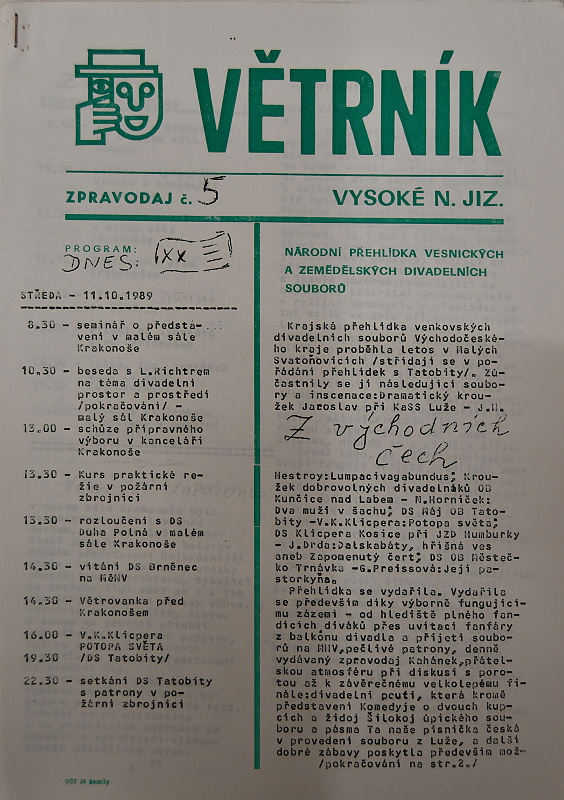 VĚTRNÍK
ZPRAVODAJ č. 5
VYSOKÉ N. JIZ.
PROGRAM:
DNES: XX
STŘEDA - 11.10.1989
8.30 - seminář o předsta-
vení v malém sále
Krakonoše
10.30 - beseda s L.Richtrem
na téma divadelní
prostor a prostředí
/pokračování/ -
malý sál Krakonoše
13.00 - schůze přípravného
výboru v kanceláři
Krakonoše
13.30 - Kurs praktické re-
žie v požární
zbrojnici
13.30 - rozloučení s DS
Duha Polná v malém
sále Krakonoše
14.30 - vítání DS Brněnec
na MěNV
14.30 - Větrovanka před
Krakonošem
16.00 - V.K.Klicpera
POTOPA SVĚTA
19.30 /DS Tatobity/
22.30 - setkání DS Tatobity
s patrony v po-
žární zbrojnici
NÁRODNÍ PŘEHLÍDKA VESNICKÝCH
A ZEMĚDĚLSKÝCH DIVADELNÍCH
SOUBORŮ
Krajská přehlídka venkovských
divadelních souborů Východočeské-
ho kraje proběhla letos v Malých
Svatoňovicích /střídají se v po-
řádání přehlídek s Tatobity/. Zú-
častnily se jí následující soubo-
ry a inscenace:Dramatický krou-
žek Jaroslav při KaSS Luže - J.N.
Z východních
čech
Nestroy:Lumpacivagabundus; Krou-
žek dobrovolných divadelníků OB
Kunčice nad Labem - M.Horníček:
Dva muži v šachu; DS Máj OB Tato-
bity -V.K.Klicpera:Potopa světa;
DS Klicpera Kosice při JZD Humburky
- J.Drda:Dalskabáty, hříšná ves
aneb Zapomenutý čert; DS OB Městeč-
ko Trnávka -G.Preissová:Její pa-
storkyňa.
Přehlídka se vydařila. Vydařila
se především díky výborně fungující-
mu zázemí - od hlediště plného fan-
dících diváků přes uvítací fanfáry
z balkónu divadla a přijetí soubo-
rů na MNV,pečlivé patrony, denně
vydávaný zpravodaj Kahánek,přátel-
skou atmosféru při diskusi s poro-
tou až k závěrečnému velkolepému fi-
nále:divadelní pouti, která kromě
představení Komedyje o dvouch kup-
cích a židoj Šilokoj úpického sou-
boru a pásma Ta naše písnička česká
v provedení souboru z Luže, a další
dobré zábavy poskytla především mož-
/pokračování na str.2./
VČT 24 Semily